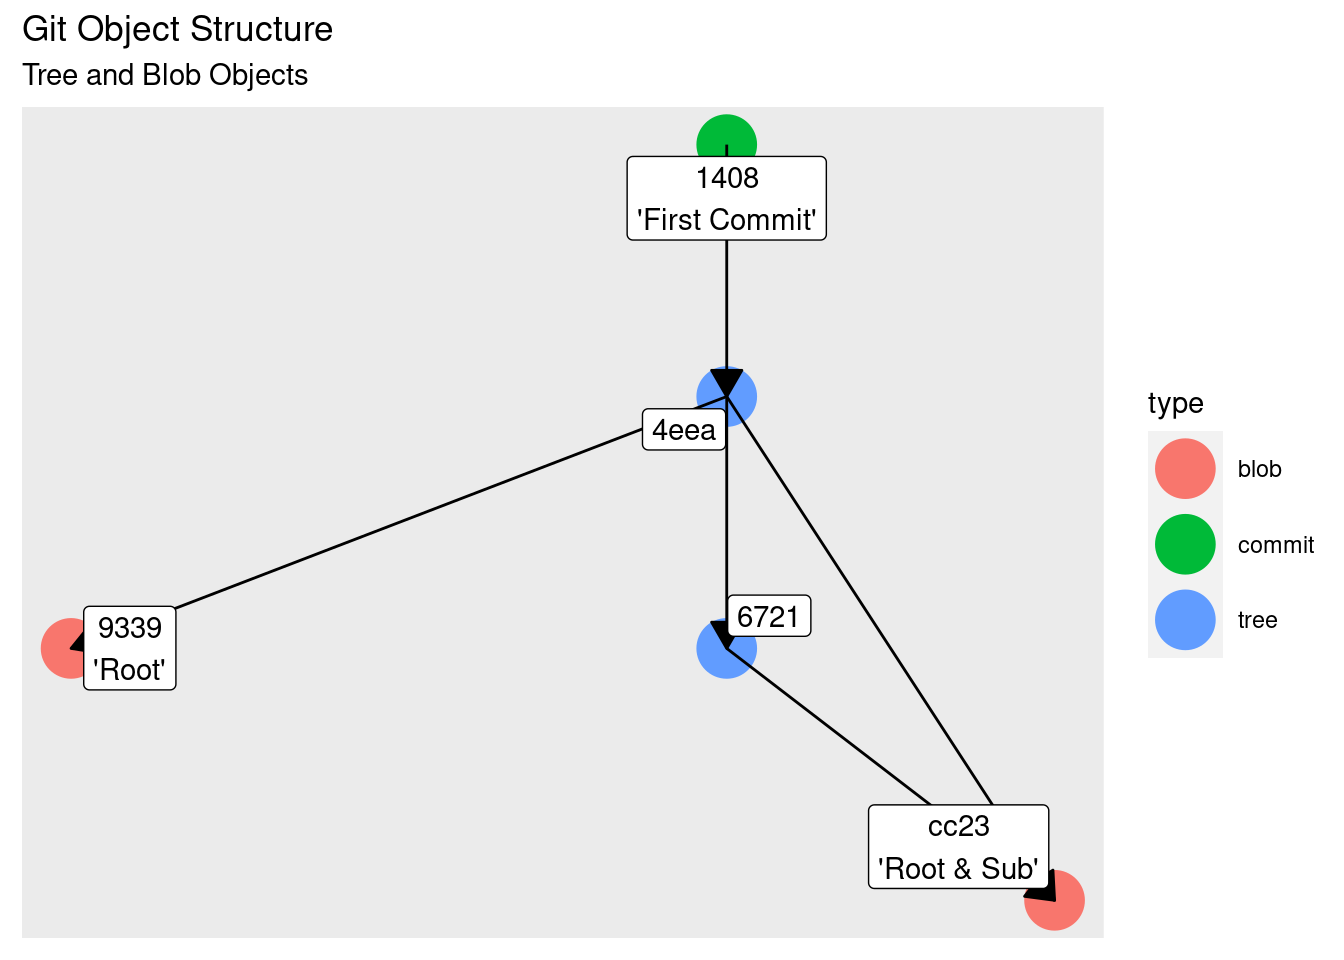 Git Object Structure
Tree and Blob Objects
1408
'First Commit'
4eea
6721
9339
'Root'
cc23
'Root & Sub'
type
blob
commit
tree